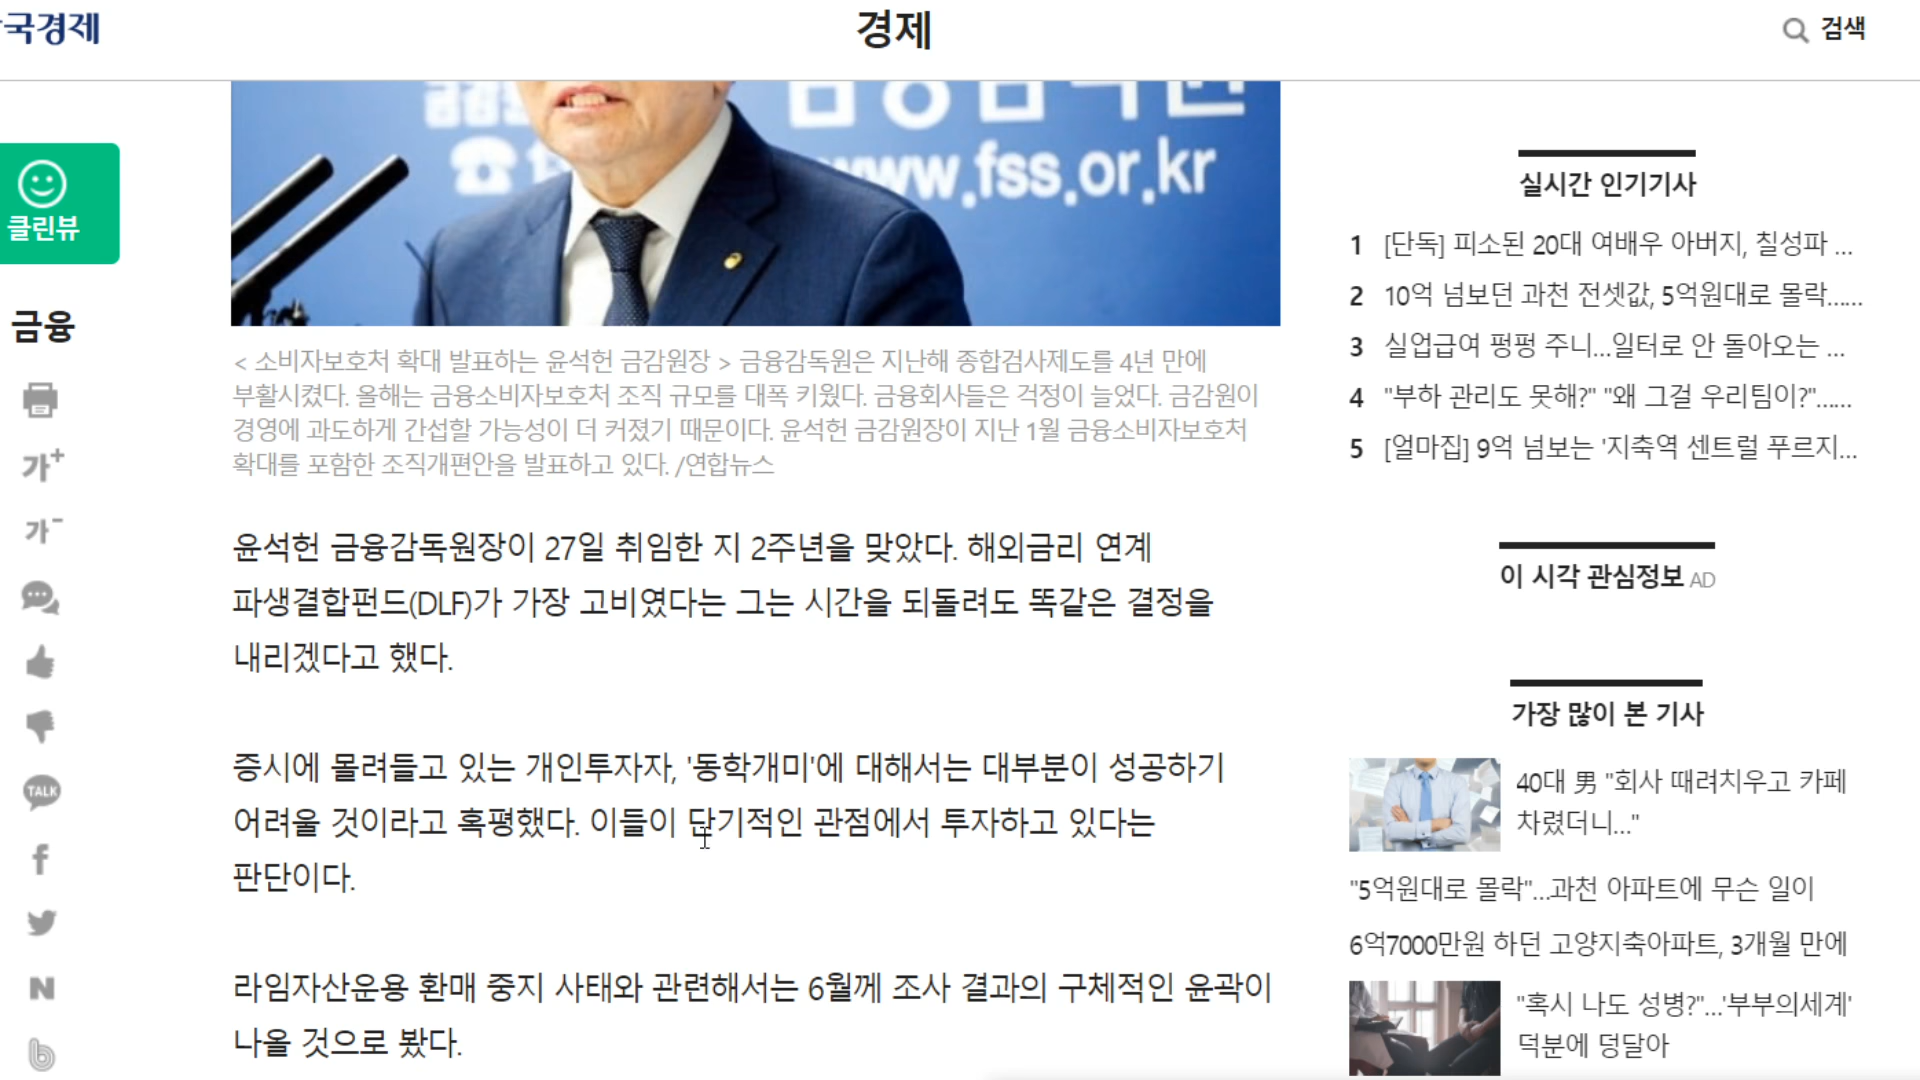 국경제
경제
검색
클린뷰
금융
가+
가-
TALK
f
N
b
www.fss.or.kr
< 소비자보호처 확대 발표하는 윤석헌 금감원장 > 금융감독원은 지난해 종합검사제도를 4년 만에
부활시켰다. 올해는 금융소비자보호처 조직 규모를 대폭 키웠다. 금융회사들은 걱정이 늘었다. 금감원이
경영에 과도하게 간섭할 가능성이 더 커졌기 때문이다. 윤석헌 금감원장이 지난 1월 금융소비자보호처
확대를 포함한 조직개편안을 발표하고 있다. /연합뉴스
윤석헌 금융감독원장이 27일 취임한 지 2주년을 맞았다. 해외금리 연계
파생결합펀드(DLF)가 가장 고비였다는 그는 시간을 되돌려도 똑같은 결정을
내리겠다고 했다.
증시에 몰려들고 있는 개인투자자, '동학개미'에 대해서는 대부분이 성공하기
어려울 것이라고 혹평했다. 이들이 단기적인 관점에서 투자하고 있다는
판단이다.
라임자산운용 환매 중지 사태와 관련해서는 6월께 조사 결과의 구체적인 윤곽이
나올 것으로 봤다.
실시간 인기기사
1 [단독] 피소된 20대 여배우 아버지, 칠성파 ...
2 10억 넘보던 과천 전셋값, 5억원대로 몰락......
3 실업급여 펑펑 주니...일터로 안 돌아오는 ...
4 "부하 관리도 못해?" "왜 그걸 우리팀이?"......
5 [얼마집] 9억 넘보는 '지축역 센트럴 푸르지...
이 시각 관심정보 AD
가장 많이 본 기사
40대 男 "회사 때려치우고 카페
차렸더니..."
"5억원대로 몰락"...과천 아파트에 무슨 일이
6억7000만원 하던 고양지축아파트, 3개월 만에
"혹시 나도 성병?"...'부부의세계'
덕분에 덩달아